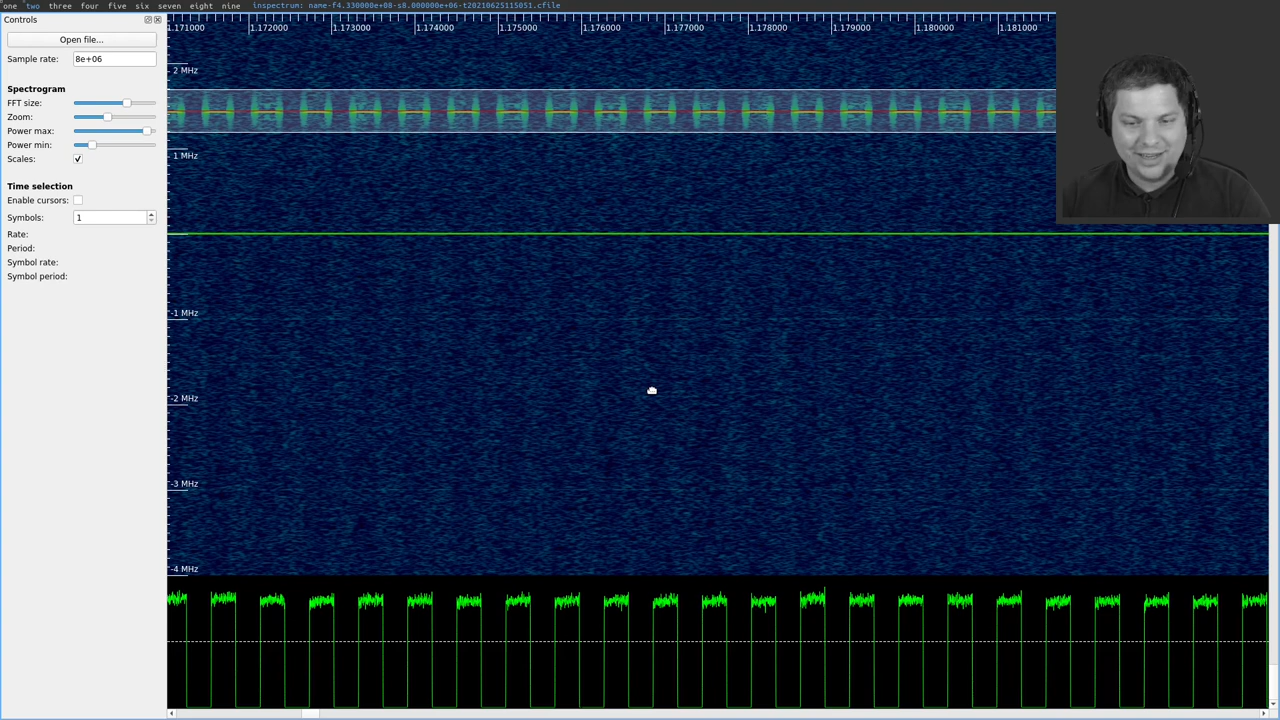 one two three four five six seven eight nine inspectrum: name-f4.330000e+08-s8.000000e+06-t20210625115051.cfile
Controls
Open file...
Sample rate: 8e+06
Spectrogram
FFT size:
Zoom:
Power max:
Power min:
Scales:
Time selection
Enable cursors:
Symbols: 1
Rate:
Period:
Symbol rate:
Symbol period:
1.171000 1.172000 1.173000 1.174000 1.175000 1.176000 1.177000 1.178000 1.179000 1.180000 1.181000
2 MHz
1 MHz
-1 MHz
-2 MHz
-3 MHz
-4 MHz